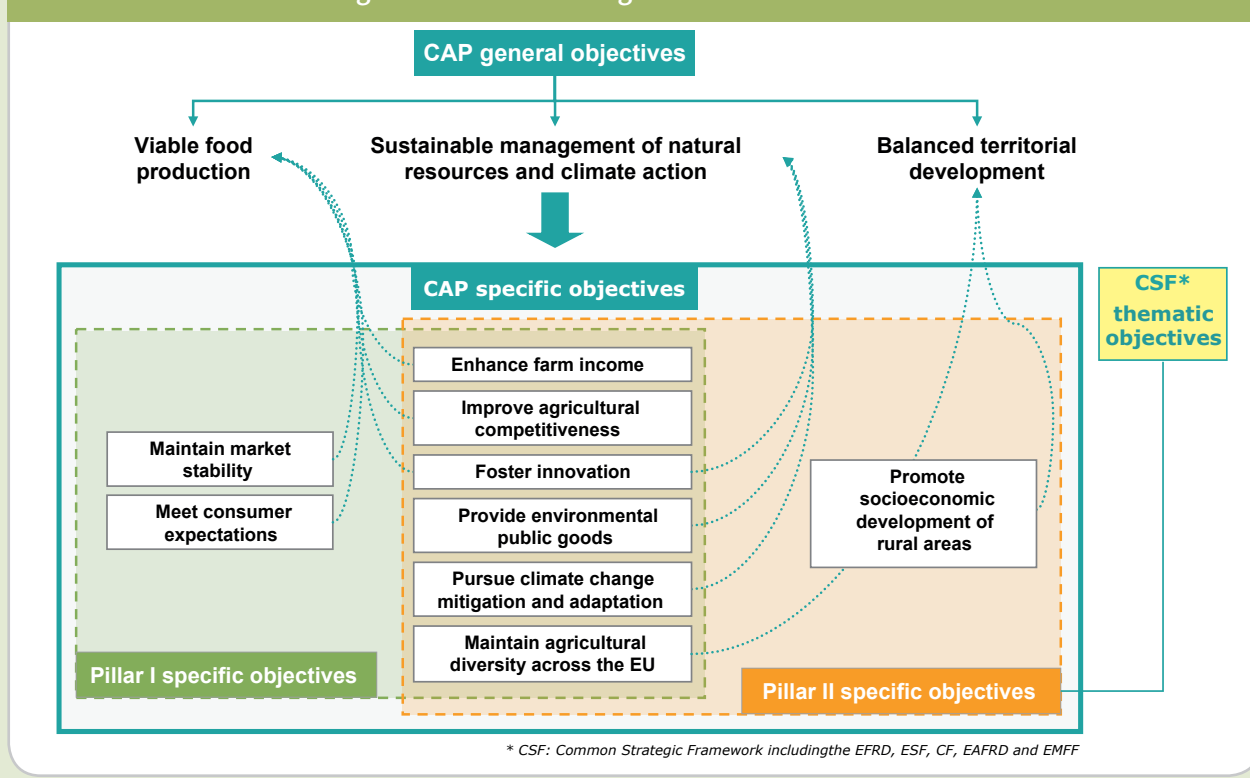 CAP general objectives
Viable food
production
Sustainable management of natural
resources and climate action
Balanced territorial
development
CAP specific objectives
CSF*
thematic
objectives
Enhance farm income
Improve agricultural
competitiveness
Maintain market
stability
Foster innovation
Promote
socioeconomic
development of
rural areas
Meet consumer
expectations
Provide environmental
public goods
Pursue climate change
mitigation and adaptation
Maintain agricultural
diversity across the EU
Pillar I specific objectives
Pillar II specific objectives
* CSF: Common Strategic Framework includingthe EFRD, ESF, CF, EAFRD and EMFF